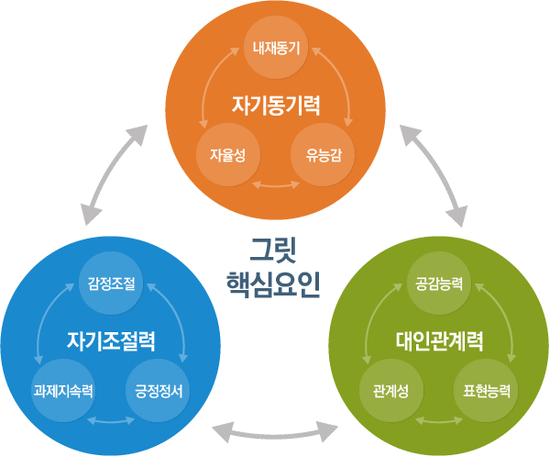 내재동기
자기동기력
자율성
유능감
그릿
핵심요인
감정조절
자기조절력
과제지속력
긍정정서
공감능력
대인관계력
관계성
표현능력